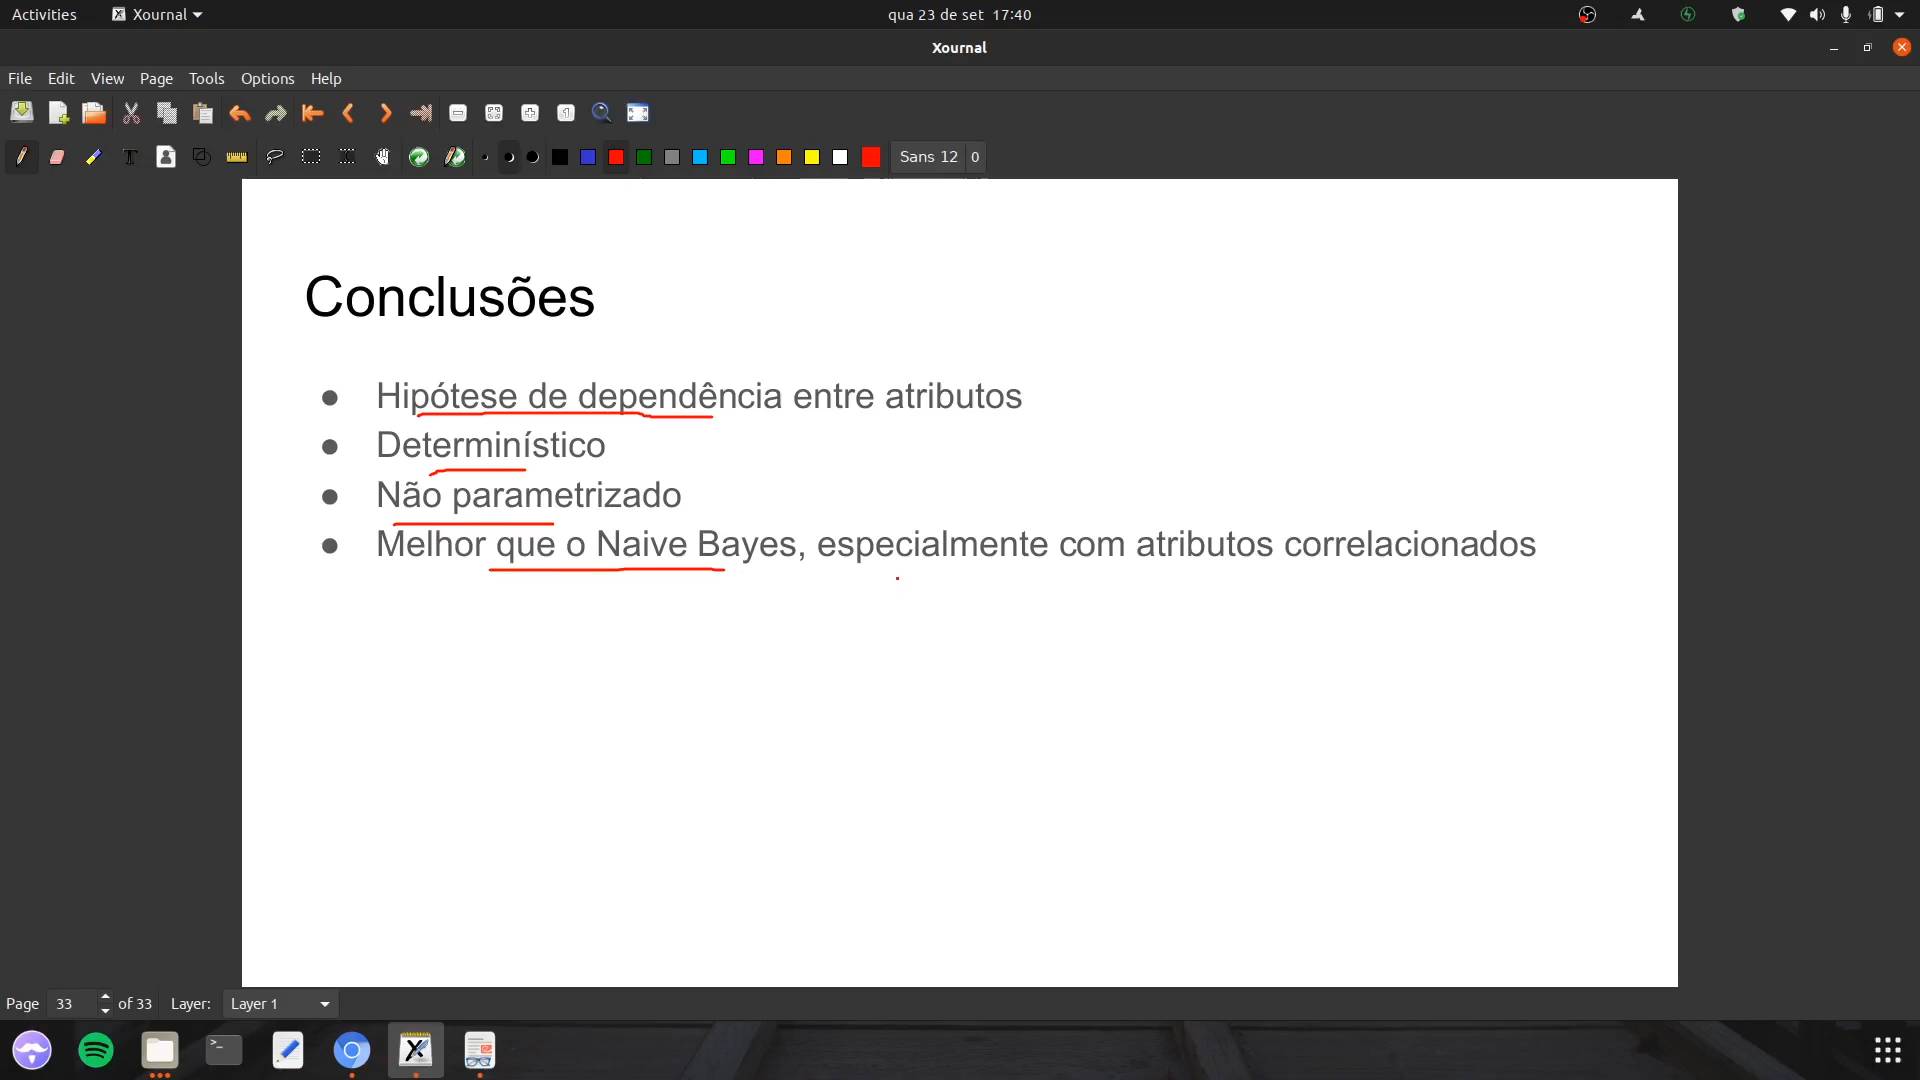 Activities Xournal qua 23 de set 17:40
Xournal
File Edit View Page Tools Options Help
Sans 12 0
Conclusões
● Hipótese de dependência entre atributos
● Determinístico
● Não parametrizado
● Melhor que o Naive Bayes, especialmente com atributos correlacionados
Page 33 of 33 Layer: Layer 1